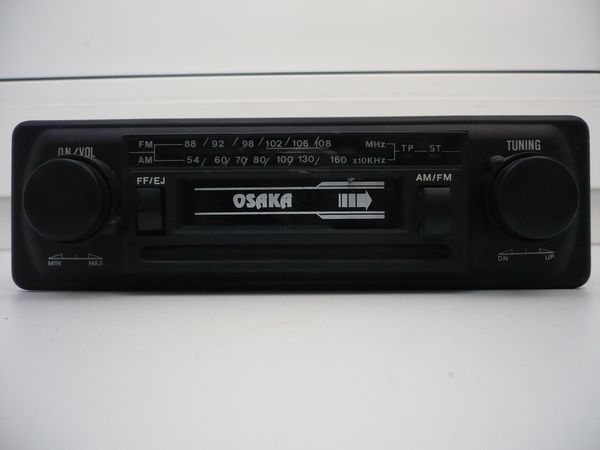 ON/VOL
TUNING
FM 88 / 92 / 98 / 102 / 106 / 108 MHz TP ST
AM 54 / 60 / 70 / 80 / 100 / 130 / 160 x10KHz
FF/EJ
UP
AM/FM
OSAKA
MIN MAX
DN UP